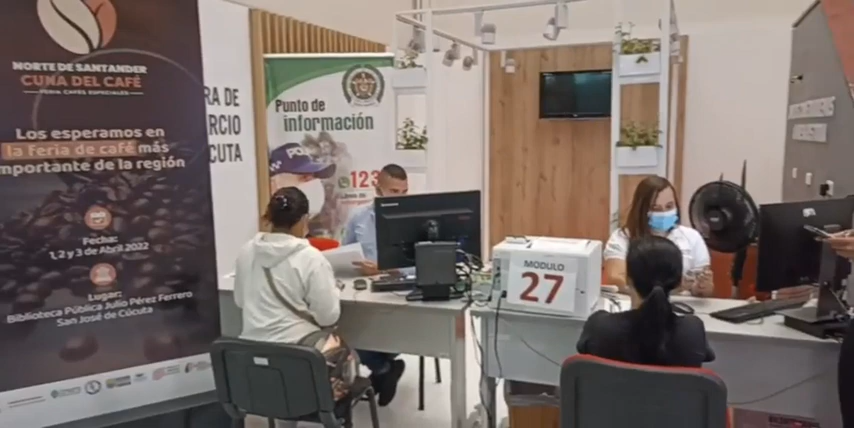 NORTE DE SANTANDER
CUNA DEL CAFÉ
FERIA CAFÉS ESPECIALES
Los esperamos en
la feria de café más
mportante de la región
Fecha:
1, 2 y 3 de Abril 2022
Lugar:
Biblioteca Pública Julio Pérez Ferrero
San José de Cúcuta
RA DE
RCIO
CUTA
Punto de
información
123
MODULO
27